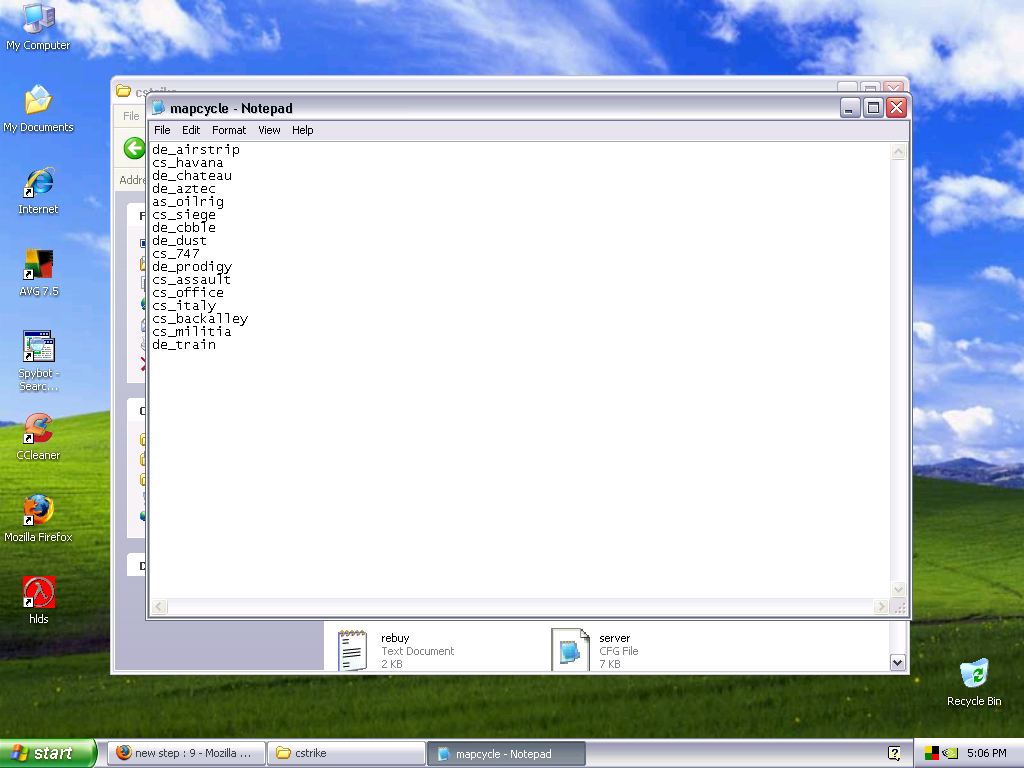 My Computer
My Documents
Internet
AVG 7.5
Spybot -
Searc...
CCleaner
Mozilla Firefox
hlds
cstrike
File
Addre
mapcycle - Notepad
File Edit Format View Help
de_airstrip
cs_havana
de_chateau
de_aztec
as_oilrig
cs_siege
de_cbble
de_dust
cs_747
de_prodigy
cs_assault
cs_office
cs_italy
cs_backalley
cs_militia
de_train
rebuy
Text Document
2 KB
server
CFG File
7 KB
Recycle Bin
start
new step : 9 - Mozilla ...
cstrike
mapcycle - Notepad
5:06 PM